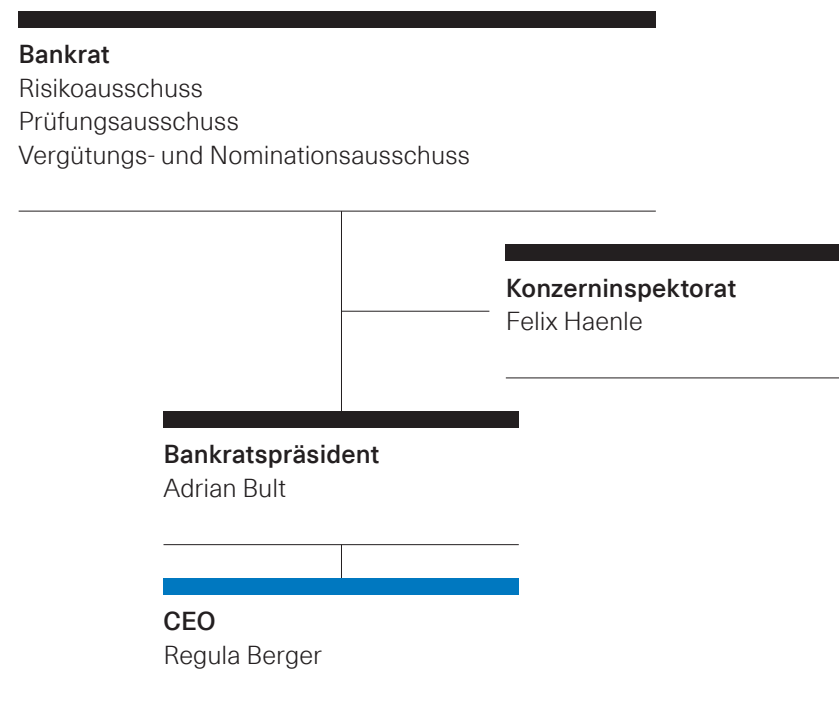 Bankrat
Risikoausschuss
Prüfungsausschuss
Vergütungs- und Nominationsausschuss
Konzerninspektorat
Felix Haenle
Bankratspräsident
Adrian Bult
CEO
Regula Berger